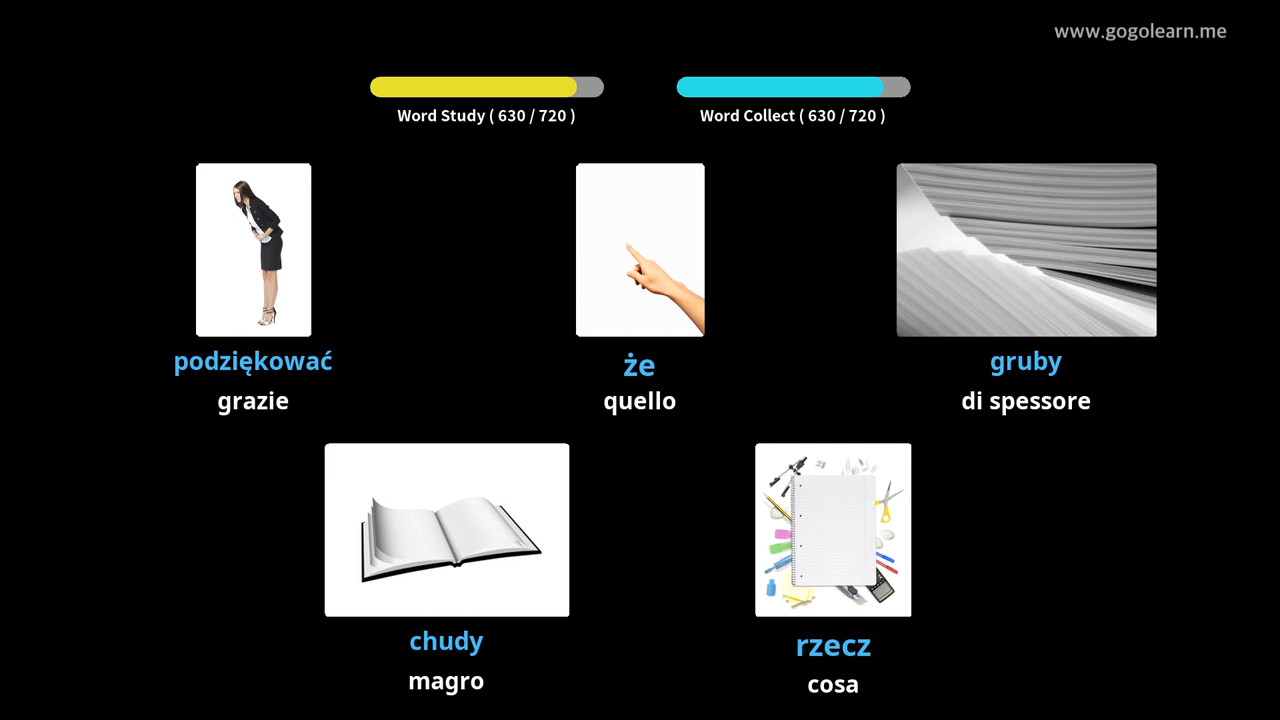 www.gogolearn.me
Word Study ( 630 / 720 )
Word Collect ( 630 / 720 )
podziękować
grazie
że
quello
gruby
di spessore
chudy
magro
rzecz
cosa